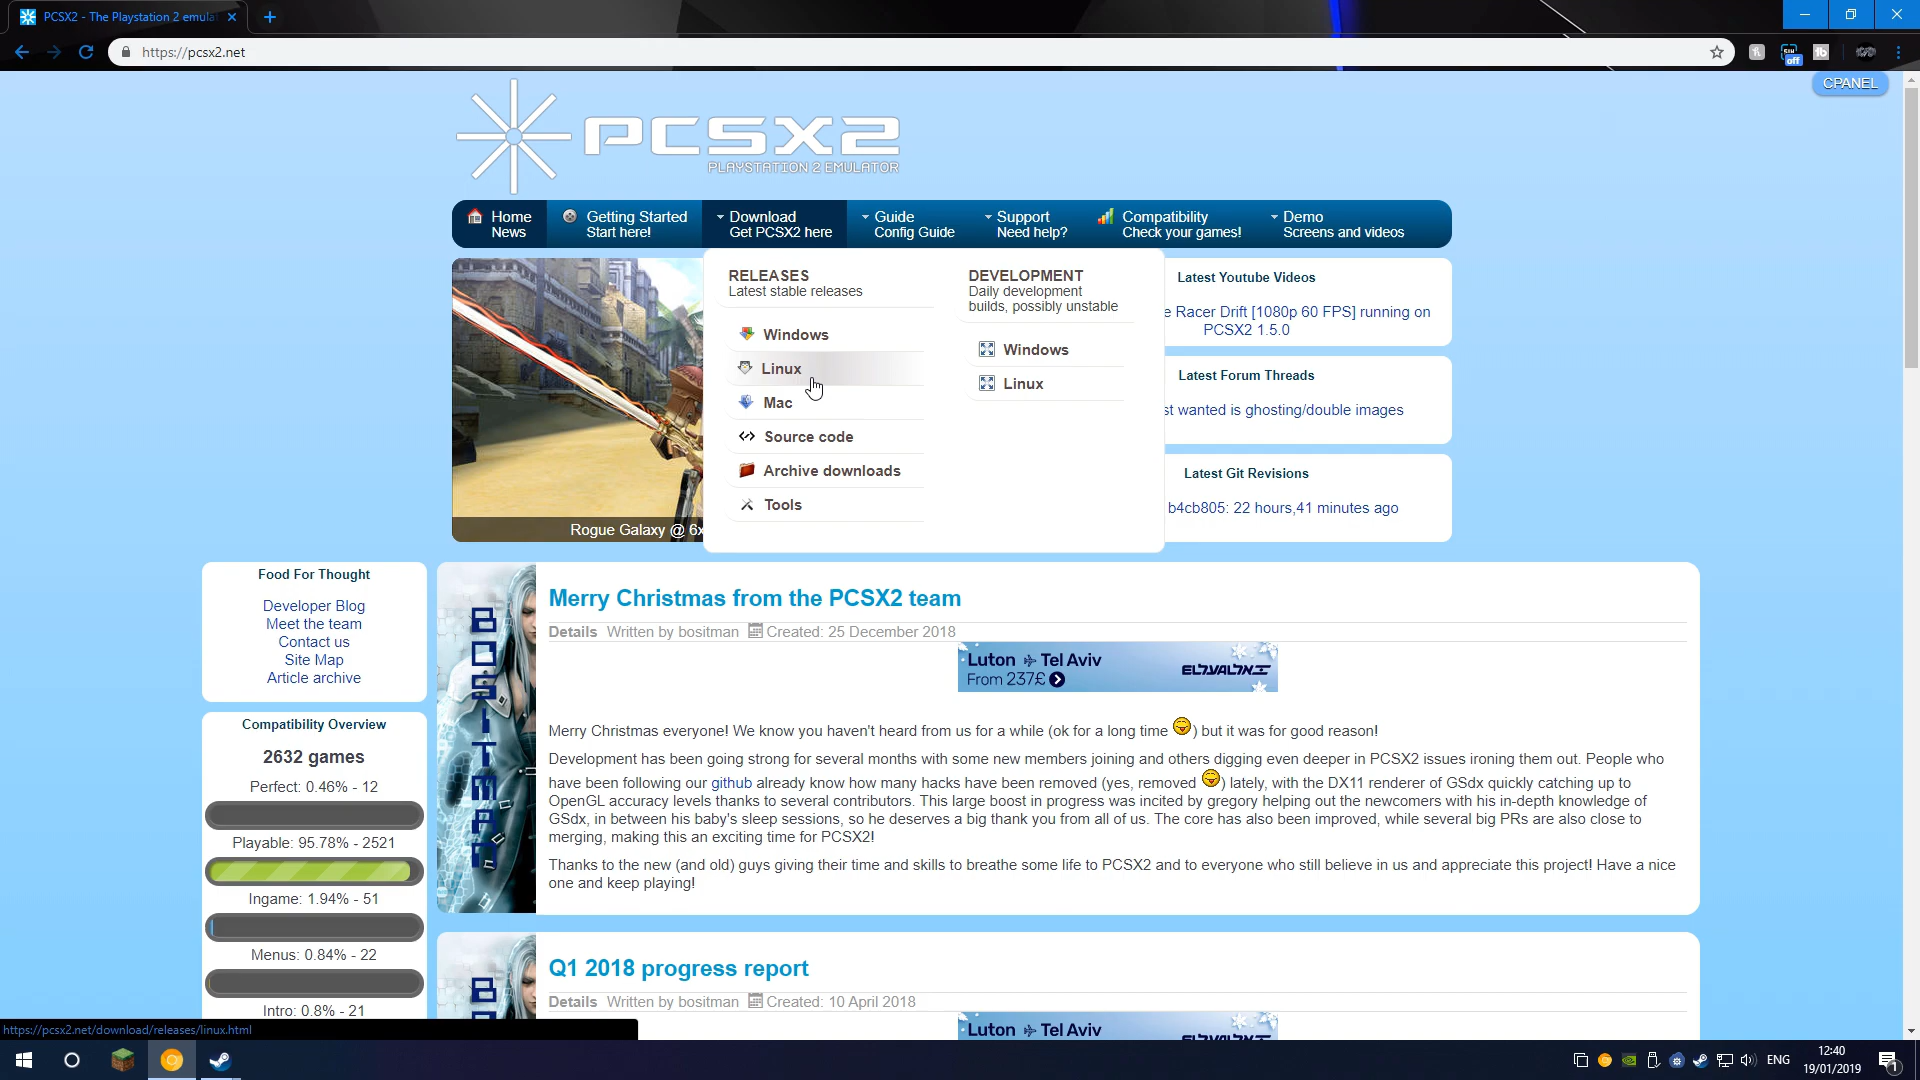 PCSX2 - The Playstation 2 emulat
https://pcsx2.net
off
CPANEL
PCSX2
PLAYSTATION 2 EMULATOR
Home
News
Getting Started
Start here!
Download
Get PCSX2 here
Guide
Config Guide
Support
Need help?
Compatibility
Check your games!
Demo
Screens and videos
RELEASES
Latest stable releases
Windows
Linux
Mac
Source code
Archive downloads
Tools
DEVELOPMENT
Daily development
builds, possibly unstable
Windows
Linux
Rogue Galaxy @ 6x
Latest Youtube Videos
e Racer Drift [1080p 60 FPS] running on
PCSX2 1.5.0
Latest Forum Threads
st wanted is ghosting/double images
Latest Git Revisions
b4cb805: 22 hours,41 minutes ago
Food For Thought
Developer Blog
Meet the team
Contact us
Site Map
Article archive
Compatibility Overview
2632 games
Perfect: 0.46% - 12
Playable: 95.78% - 2521
Ingame: 1.94% - 51
Menus: 0.84% - 22
Intro: 0.8% - 21
BOSITMAN
Merry Christmas from the PCSX2 team
Details Written by bositman Created: 25 December 2018
Luton Tel Aviv
From 237£
Merry Christmas everyone! We know you haven't heard from us for a while (ok for a long time ) but it was for good reason!
Development has been going strong for several months with some new members joining and others digging even deeper in PCSX2 issues ironing them out. People who
have been following our github already know how many hacks have been removed (yes, removed ) lately, with the DX11 renderer of GSdx quickly catching up to
OpenGL accuracy levels thanks to several contributors. This large boost in progress was incited by gregory helping out the newcomers with his in-depth knowledge of
GSdx, in between his baby's sleep sessions, so he deserves a big thank you from all of us. The core has also been improved, while several big PRs are also close to
merging, making this an exciting time for PCSX2!
Thanks to the new (and old) guys giving their time and skills to breathe some life to PCSX2 and to everyone who still believe in us and appreciate this project! Have a nice
one and keep playing!
Q1 2018 progress report
Details Written by bositman Created: 10 April 2018
Luton Tel Aviv
https://pcsx2.net/download/releases/linux.html
ENG
12:40
19/01/2019
1